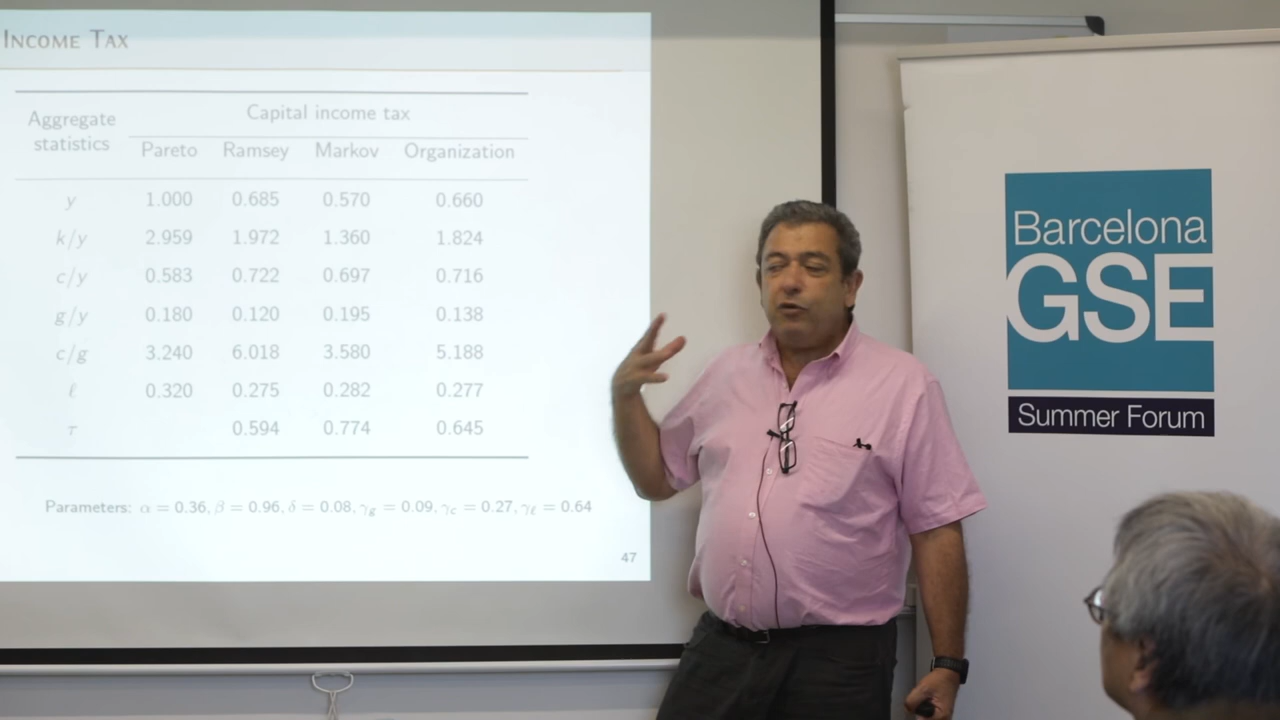 INCOME TAX
Aggregate statistics Capital income tax
Pareto Ramsey Markov Organization
y 1.000 0.685 0.570 0.660
k/y 2.959 1.972 1.360 1.824
c/y 0.583 0.722 0.697 0.716
g/y 0.180 0.120 0.195 0.138
c/g 3.240 6.018 3.580 5.188
ℓ 0.320 0.275 0.282 0.277
τ 0.594 0.774 0.645
Parameters: α = 0.36, β = 0.96, δ = 0.08, γg = 0.09, γc = 0.27, γℓ = 0.64
47
Barcelona
GSE
Summer Forum